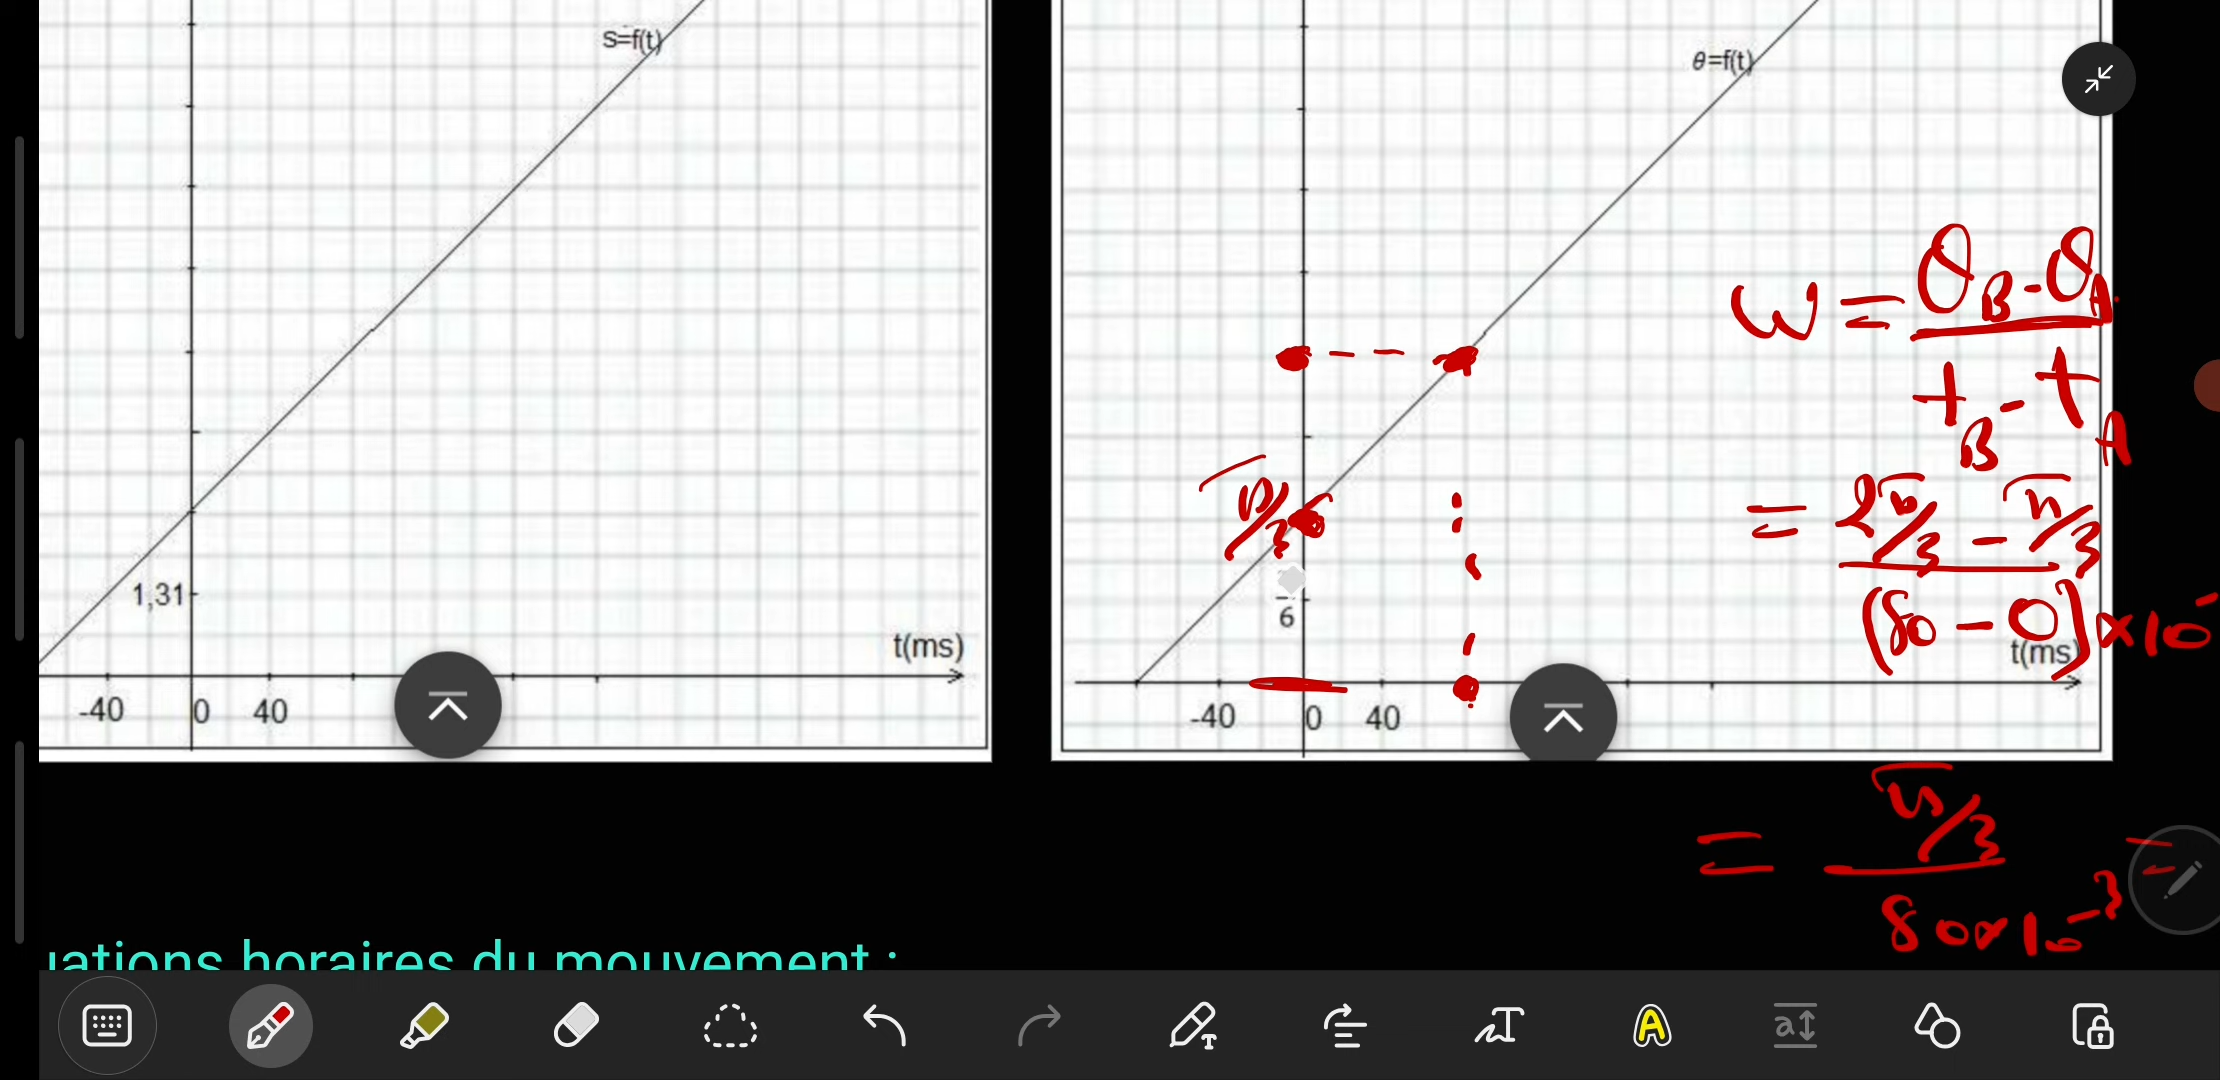 S=f(t)
1,31
t(ms)
-40 0 40
θ=f(t)
π/3
6
t(ms)
-40 0 40
ω = θB - θA
tB - tA
= 2π/3 - π/3
(80 - 0) × 10-
= π/3 =
80×10-3
uations horaires du mouvement :